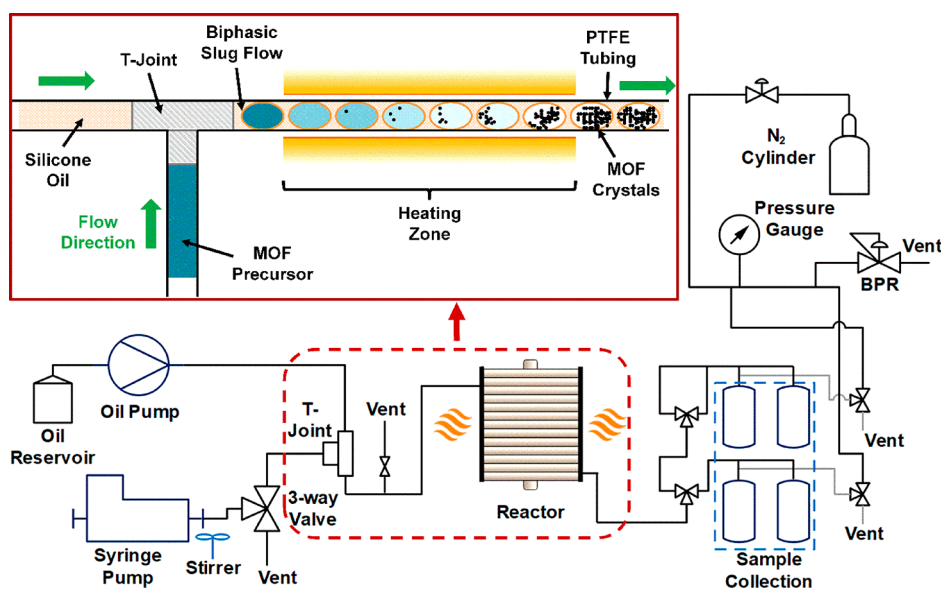 Biphasic
Slug Flow
T-Joint
PTFE
Tubing
Silicone
Oil
MOF
Crystals
Heating
Zone
Flow
Direction
MOF
Precursor
N2
Cylinder
Pressure
Gauge
Vent
BPR
Oil Pump
Oil
Reservoir
T-
Joint
Vent
3-way
Valve
Reactor
Syringe
Pump
Stirrer
Vent
Vent
Vent
Sample
Collection